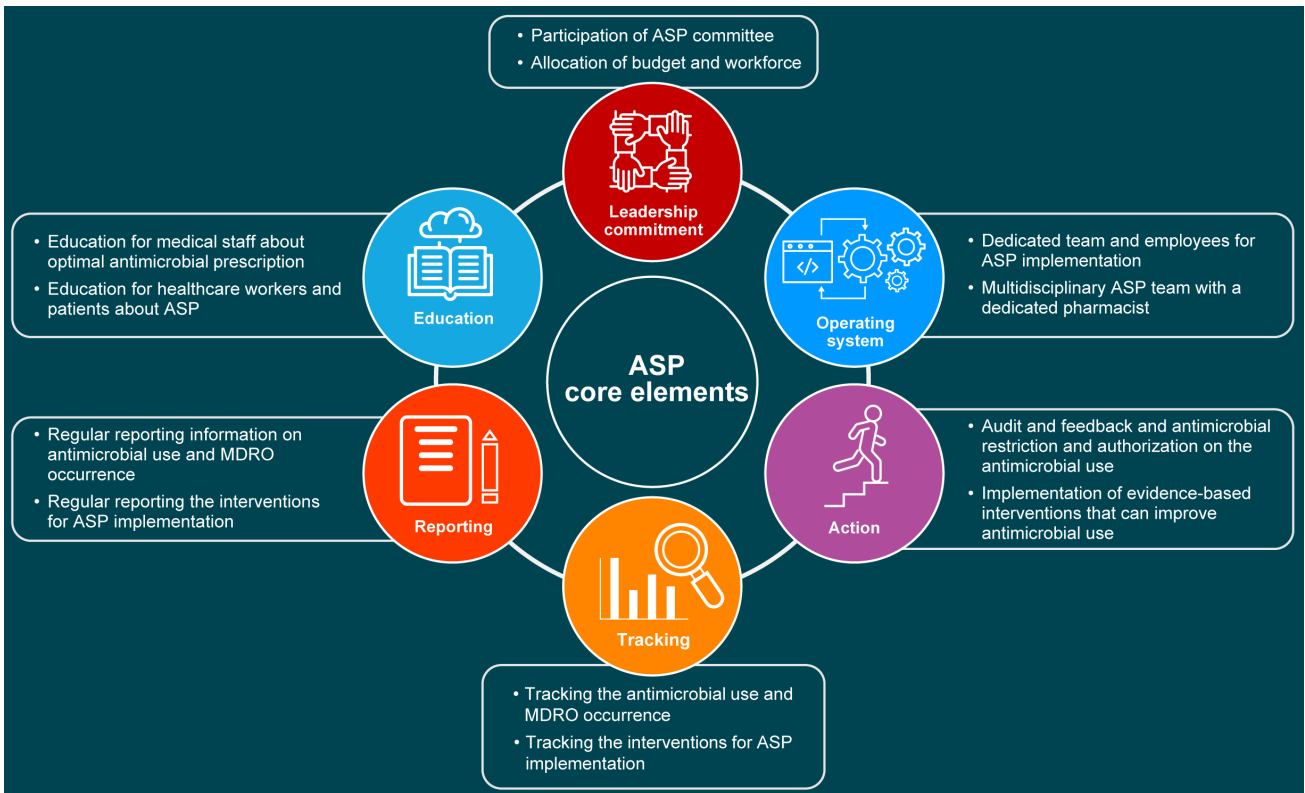 • Participation of ASP committee
• Allocation of budget and workforce
Leadership
commitment
</>
Operating
system
• Dedicated team and employees for
ASP implementation
• Multidisciplinary ASP team with a
dedicated pharmacist
Action
• Audit and feedback and antimicrobial
restriction and authorization on the
antimicrobial use
• Implementation of evidence-based
interventions that can improve
antimicrobial use
Tracking
• Tracking the antimicrobial use and
MDRO occurrence
• Tracking the interventions for ASP
implementation
Reporting
• Regular reporting information on
antimicrobial use and MDRO
occurrence
• Regular reporting the interventions
for ASP implementation
Education
• Education for medical staff about
optimal antimicrobial prescription
• Education for healthcare workers and
patients about ASP
ASP
core elements